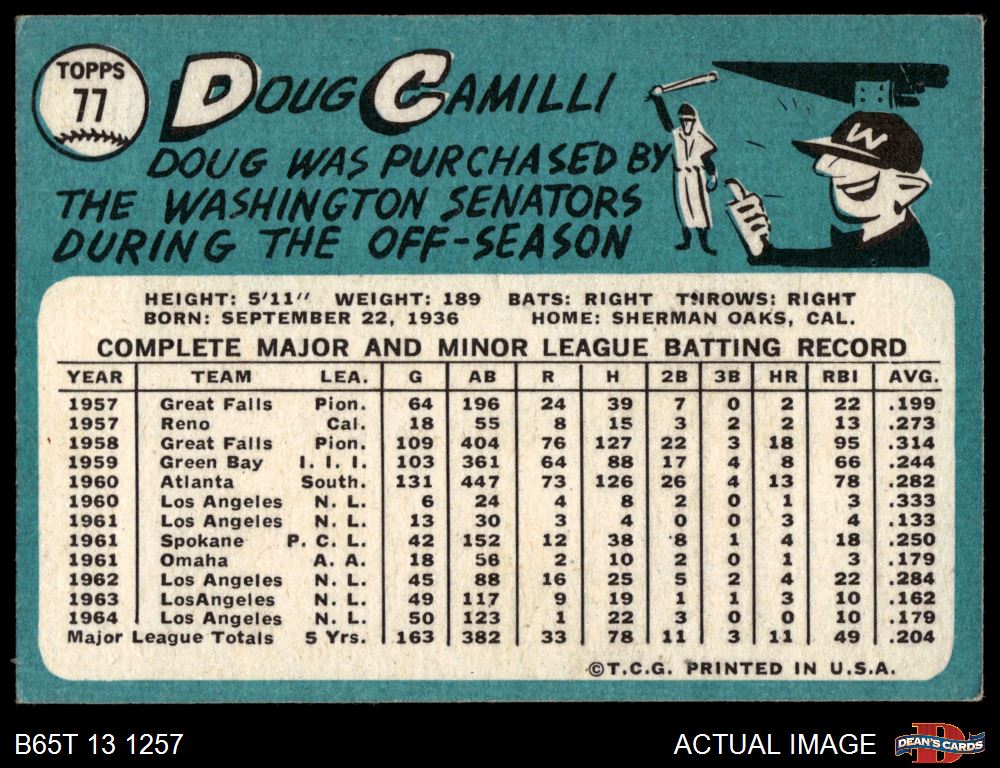 TOPPS
77
DOUG CAMILLI
DOUG WAS PURCHASED BY
THE WASHINGTON SENATORS
DURING THE OFF-SEASON
W
HEIGHT: 5'11" WEIGHT: 189 BATS: RIGHT THROWS: RIGHT
BORN: SEPTEMBER 22, 1936 HOME: SHERMAN OAKS, CAL.
COMPLETE MAJOR AND MINOR LEAGUE BATTING RECORD
YEAR TEAM LEA. G AB R H 2B 3B HR RBI AVG.
1957 Great Falls Pion. 64 196 24 39 7 0 2 22 .199
1957 Reno Cal. 18 55 8 15 3 2 2 13 .273
1958 Great Falls Pion. 109 404 76 127 22 3 18 95 .314
1959 Green Bay I. I. I. 103 361 64 88 17 4 8 66 .244
1960 Atlanta South. 131 447 73 126 26 4 13 78 .282
1960 Los Angeles N. L. 6 24 4 8 2 0 1 3 .333
1961 Los Angeles N. L. 13 30 3 4 0 0 3 4 .133
1961 Spokane P. C. L. 42 152 12 38 8 1 4 18 .250
1961 Omaha A. A. 18 56 2 10 2 0 1 3 .179
1962 Los Angeles N. L. 45 88 16 25 5 2 4 22 .284
1963 LosAngeles N. L. 49 117 9 19 1 1 3 10 .162
1964 Los Angeles N. L. 50 123 1 22 3 0 0 10 .179
Major League Totals 5 Yrs. 163 382 33 78 11 3 11 49 .204
©T.C.G. PRINTED IN U.S.A.
B65T 13 1257
ACTUAL IMAGE
D
DEAN'S CARDS